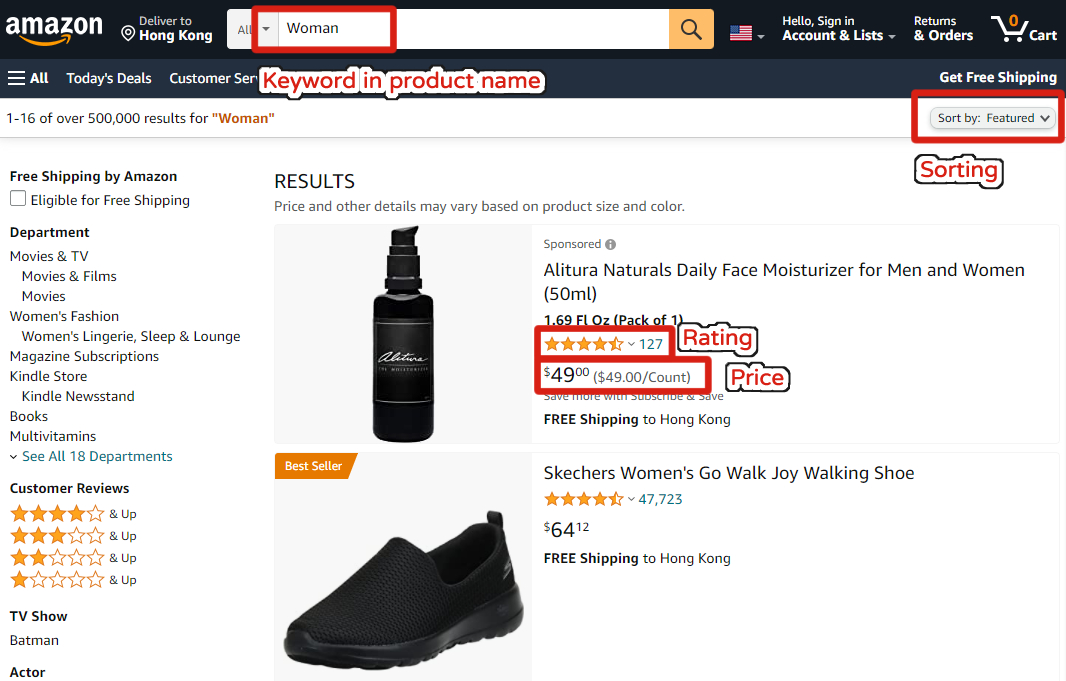 amazon
Deliver to
Hong Kong
All
Woman
Hello, Sign in
Account & Lists
Returns
& Orders
0
Cart
All
Today's Deals
Customer Ser
Keyword in product name
Get Free Shipping
1-16 of over 500,000 results for "Woman"
Sort by: Featured
Sorting
Free Shipping by Amazon
Eligible for Free Shipping
Department
Movies & TV
Movies & Films
Movies
Women's Fashion
Women's Lingerie, Sleep & Lounge
Magazine Subscriptions
Kindle Store
Kindle Newsstand
Books
Multivitamins
See All 18 Departments
Customer Reviews
& Up
& Up
& Up
& Up
TV Show
Batman
Actor
RESULTS
Price and other details may vary based on product size and color.
Alitura
THE MOISTURIZER
Sponsored
Alitura Naturals Daily Face Moisturizer for Men and Women
(50ml)
1.69 Fl Oz (Pack of 1)
127
Rating
$49.00 ($49.00/Count)
Price
Save more with Subscribe & Save
FREE Shipping to Hong Kong
Best Seller
Skechers Women's Go Walk Joy Walking Shoe
47,723
$64.12
FREE Shipping to Hong Kong